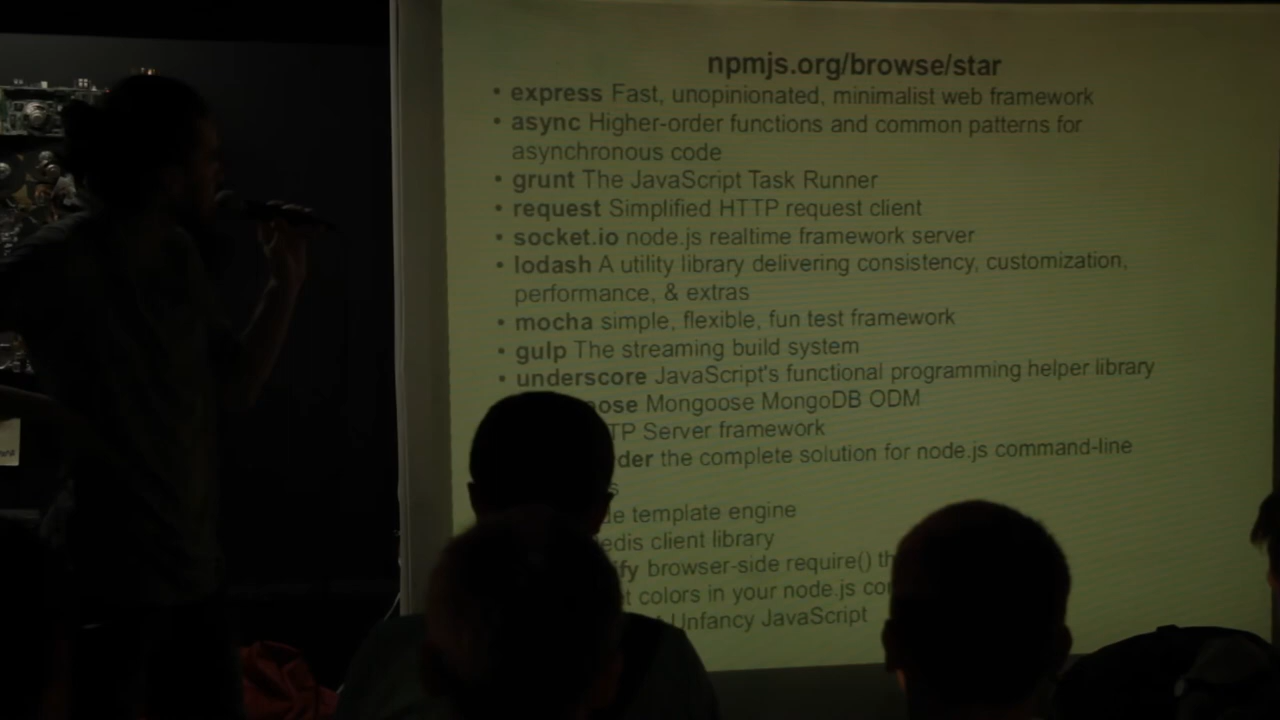 npmjs.org/browse/star
• express Fast, unopinionated, minimalist web framework
• async Higher-order functions and common patterns for
asynchronous code
• grunt The JavaScript Task Runner
• request Simplified HTTP request client
• socket.io node.js realtime framework server
• lodash A utility library delivering consistency, customization,
performance, & extras
• mocha simple, flexible, fun test framework
• gulp The streaming build system
• underscore JavaScript's functional programming helper library
Mongoose MongoDB ODM
Server framework
the complete solution for node.js command-line
template engine
client library
browser-side require()
colors in your node.js
Unfancy JavaScript